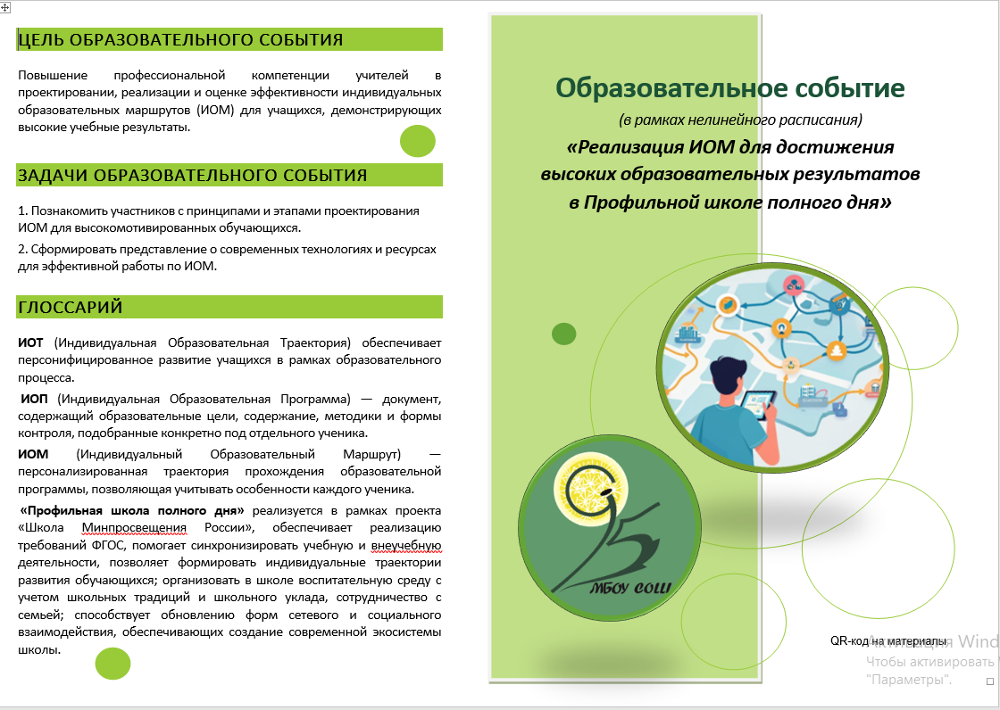 ЦЕЛЬ ОБРАЗОВАТЕЛЬНОГО СОБЫТИЯ
Повышение профессиональной компетенции учителей в
проектировании, реализации и оценке эффективности индивидуальных
образовательных маршрутов (ИОМ) для учащихся, демонстрирующих
высокие учебные результаты.
ЗАДАЧИ ОБРАЗОВАТЕЛЬНОГО СОБЫТИЯ
1. Познакомить участников с принципами и этапами проектирования
ИОМ для высокомотивированных обучающихся.
2. Сформировать представление о современных технологиях и ресурсах
для эффективной работы по ИОМ.
ГЛОССАРИЙ
ИОТ (Индивидуальная Образовательная Траектория) обеспечивает
персонифицированное развитие учащихся в рамках образовательного
процесса.
ИОП (Индивидуальная Образовательная Программа) — документ,
содержащий образовательные цели, содержание, методики и формы
контроля, подобранные конкретно под отдельного ученика.
ИОМ (Индивидуальный Образовательный Маршрут) —
персонализированная траектория прохождения образовательной
программы, позволяющая учитывать особенности каждого ученика.
«Профильная школа полного дня» реализуется в рамках проекта
«Школа Минпросвещения России», обеспечивает реализацию
требований ФГОС, помогает синхронизировать учебную и внеучебную
деятельности, позволяет формировать индивидуальные траектории
развития обучающихся; организовать в школе воспитательную среду с
учетом школьных традиций и школьного уклада, сотрудничество с
семьей; способствует обновлению форм сетевого и социального
взаимодействия, обеспечивающих создание современной экосистемы
школы.
Образовательное событие
(в рамках нелинейного расписания)
«Реализация ИОМ для достижения
высоких образовательных результатов
в Профильной школе полного дня»
МБОУ СОШ
QR-код на материалы
Активация Wind
Чтобы активировать
"Параметры".